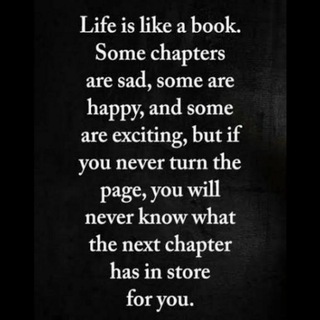 Life is like a book.
Some chapters
are sad, some are
happy, and some
are exciting, but if
you never turn the
page, you will
never know what
the next chapter
has in store
for you.